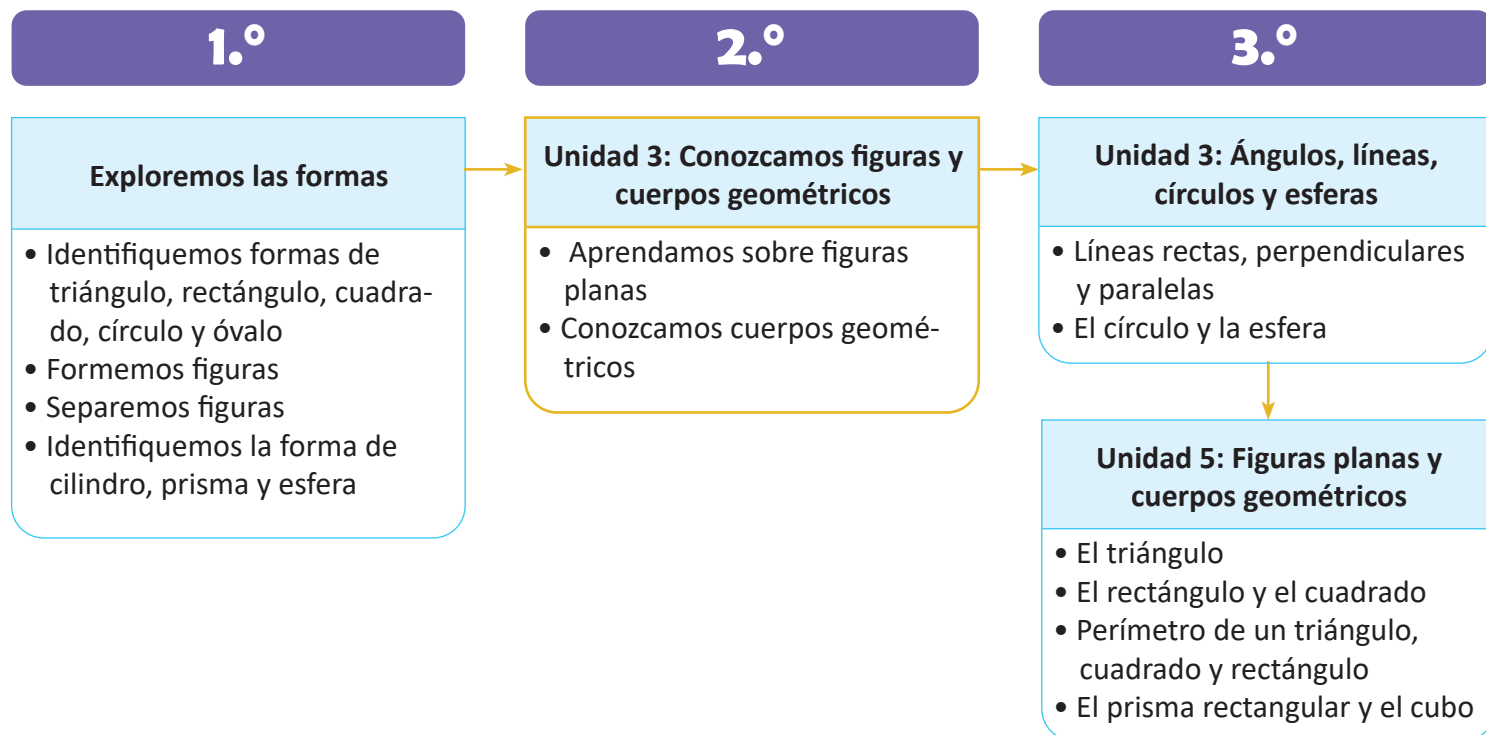 1.º
Exploremos las formas
• Identifiquemos formas de
triángulo, rectángulo, cuadra-
do, círculo y óvalo
• Formemos figuras
• Separemos figuras
• Identifiquemos la forma de
cilindro, prisma y esfera
2.º
Unidad 3: Conozcamos figuras y
cuerpos geométricos
• Aprendamos sobre figuras
planas
• Conozcamos cuerpos geomé-
tricos
3.º
Unidad 3: Ángulos, líneas,
círculos y esferas
• Líneas rectas, perpendiculares
y paralelas
• El círculo y la esfera
Unidad 5: Figuras planas y
cuerpos geométricos
• El triángulo
• El rectángulo y el cuadrado
• Perímetro de un triángulo,
cuadrado y rectángulo
• El prisma rectangular y el cubo